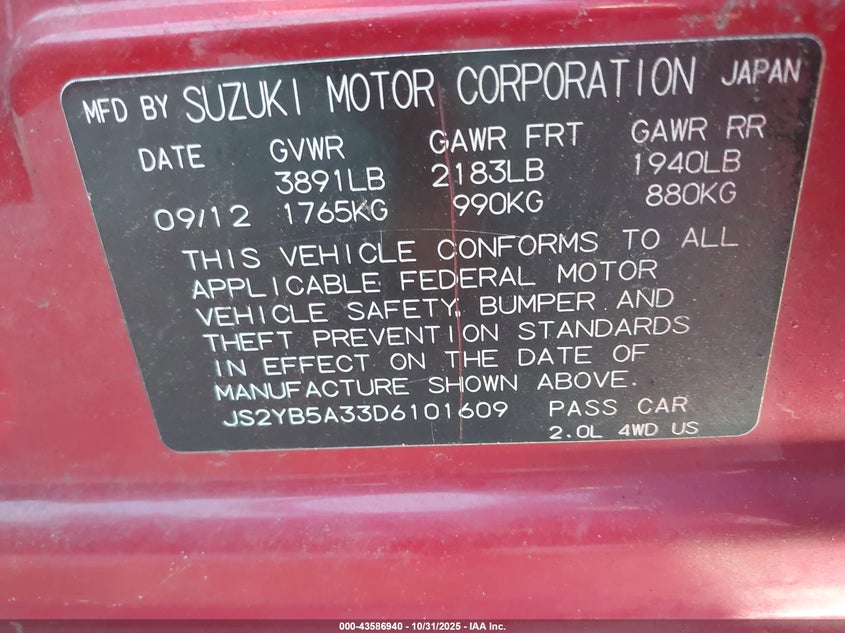 MFD BY SUZUKI MOTOR CORPORATION JAPAN
DATE GVWR GAWR FRT GAWR RR
3891LB 2183LB 1940LB
09/12 1765KG 990KG 880KG
THIS VEHICLE CONFORMS TO ALL
APPLICABLE FEDERAL MOTOR
VEHICLE SAFETY, BUMPER AND
THEFT PREVENTION STANDARDS
IN EFFECT ON THE DATE OF
MANUFACTURE SHOWN ABOVE.
JS2YB5A33D6101609 PASS CAR
2.0L 4WD US
000-43586940 - 10/31/2025 - IAA Inc.